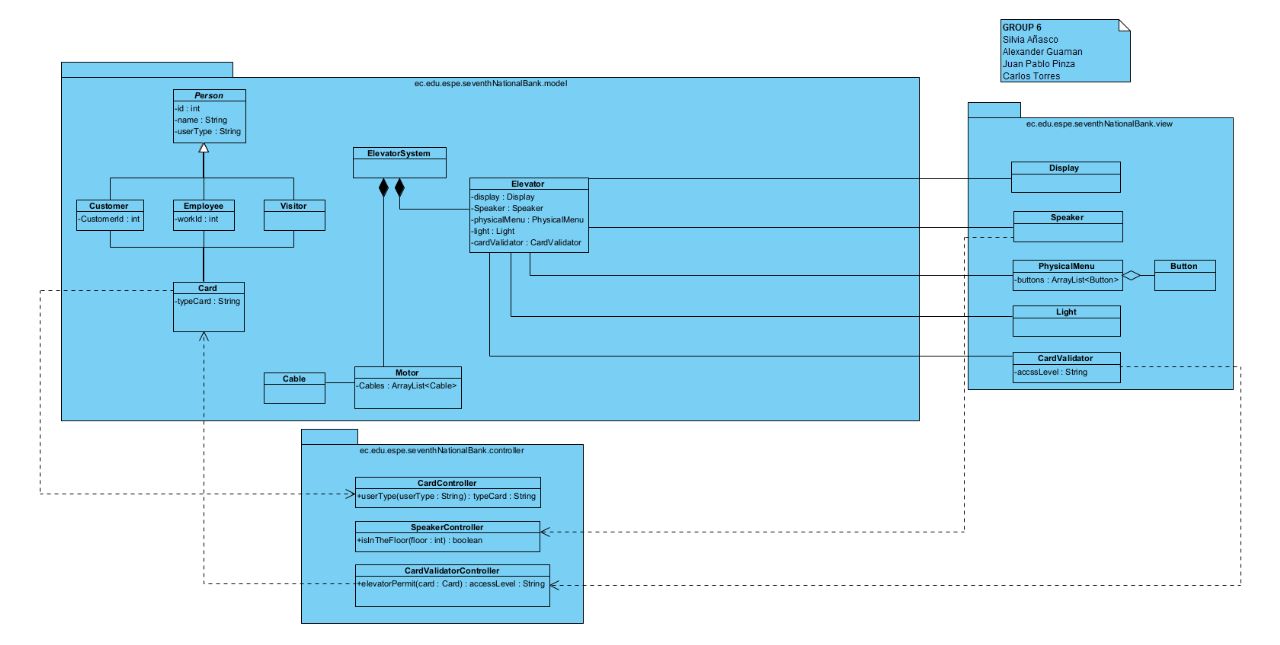 GROUP 6
Silvia Añasco
Alexander Guaman
Juan Pablo Pinza
Carlos Torres
ec.edu.espe.seventhNationalBank.model
Person
-id : int
-name : String
-userType : String
ElevatorSystem
Elevator
-display : Display
-Speaker : Speaker
-physicalMenu : PhysicalMenu
-light : Light
-cardValidator : CardValidator
Customer
-CustomerId : int
Employee
-workId : int
Visitor
Card
-typeCard : String
Cable
Motor
-Cables : ArrayList<Cable>
ec.edu.espe.seventhNationalBank.view
Display
Speaker
PhysicalMenu
-buttons : ArrayList<Button>
Button
Light
CardValidator
-accssLevel : String
ec.edu.espe.seventhNationalBank.controller
CardController
+userType(userType : String) : typeCard : String
SpeakerController
+isInTheFloor(floor : int) : boolean
CardValidatorController
+elevatorPermit(card : Card) : accessLevel : String